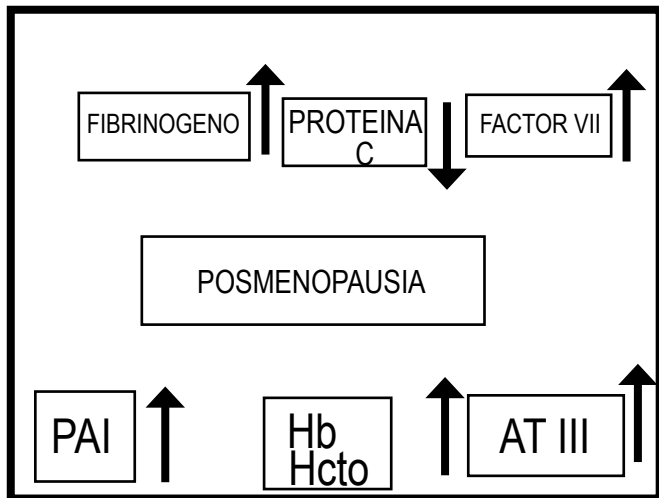 FIBRINOGENO
PROTEINA
C
FACTOR VII
POSMENOPAUSIA
PAI
Hb
Hcto
AT III